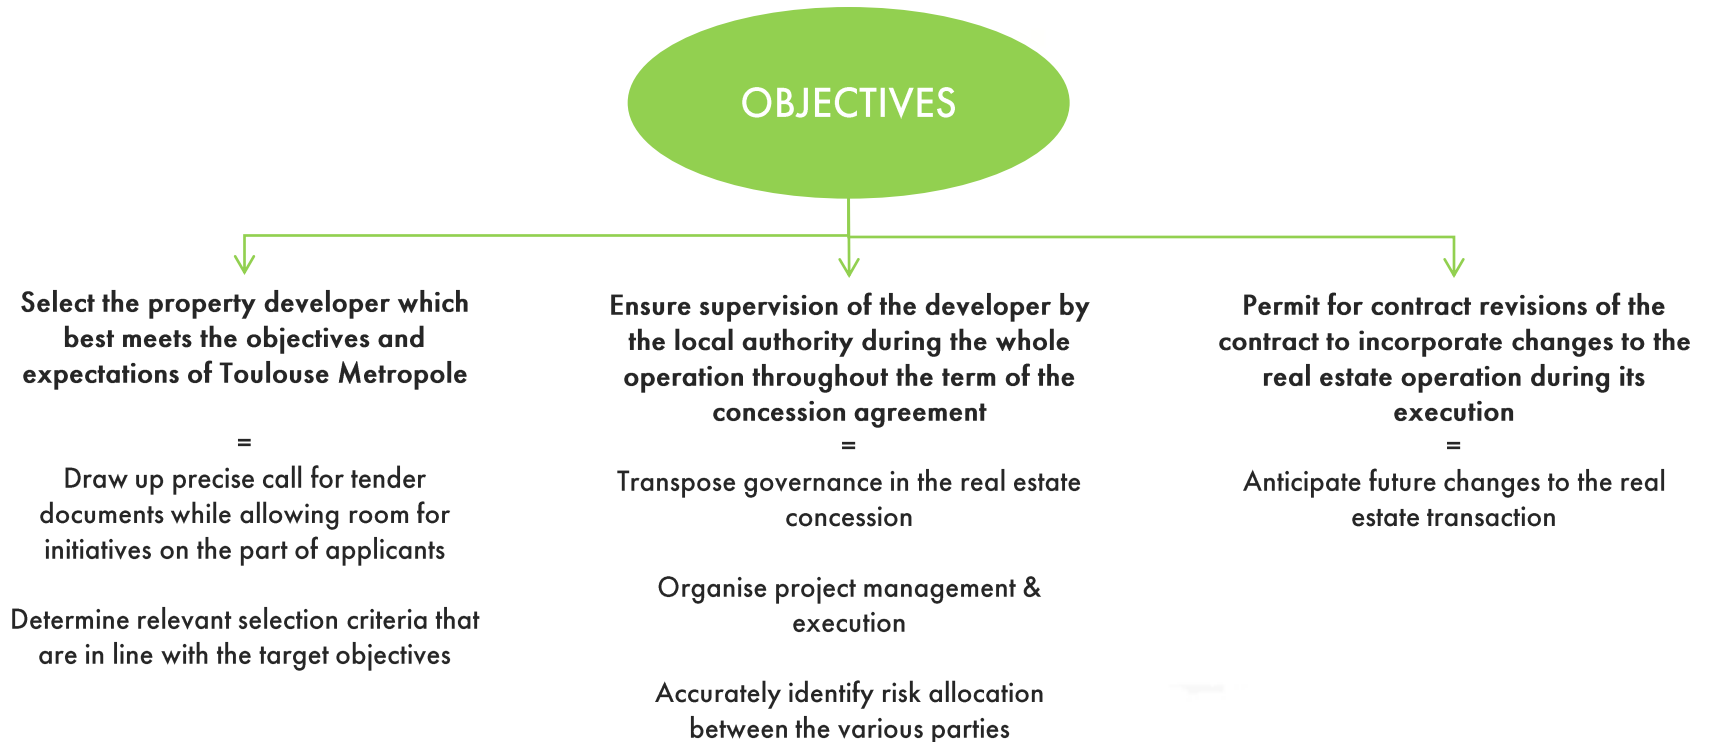 OBJECTIVES
Select the property developer which
best meets the objectives and
expectations of Toulouse Metropole
=
Draw up precise call for tender
documents while allowing room for
initiatives on the part of applicants
Determine relevant selection criteria that
are in line with the target objectives
Ensure supervision of the developer by
the local authority during the whole
operation throughout the term of the
concession agreement
=
Transpose governance in the real estate
concession
Organise project management &
execution
Accurately identify risk allocation
between the various parties
Permit for contract revisions of the
contract to incorporate changes to the
real estate operation during its
execution
=
Anticipate future changes to the real
estate transaction